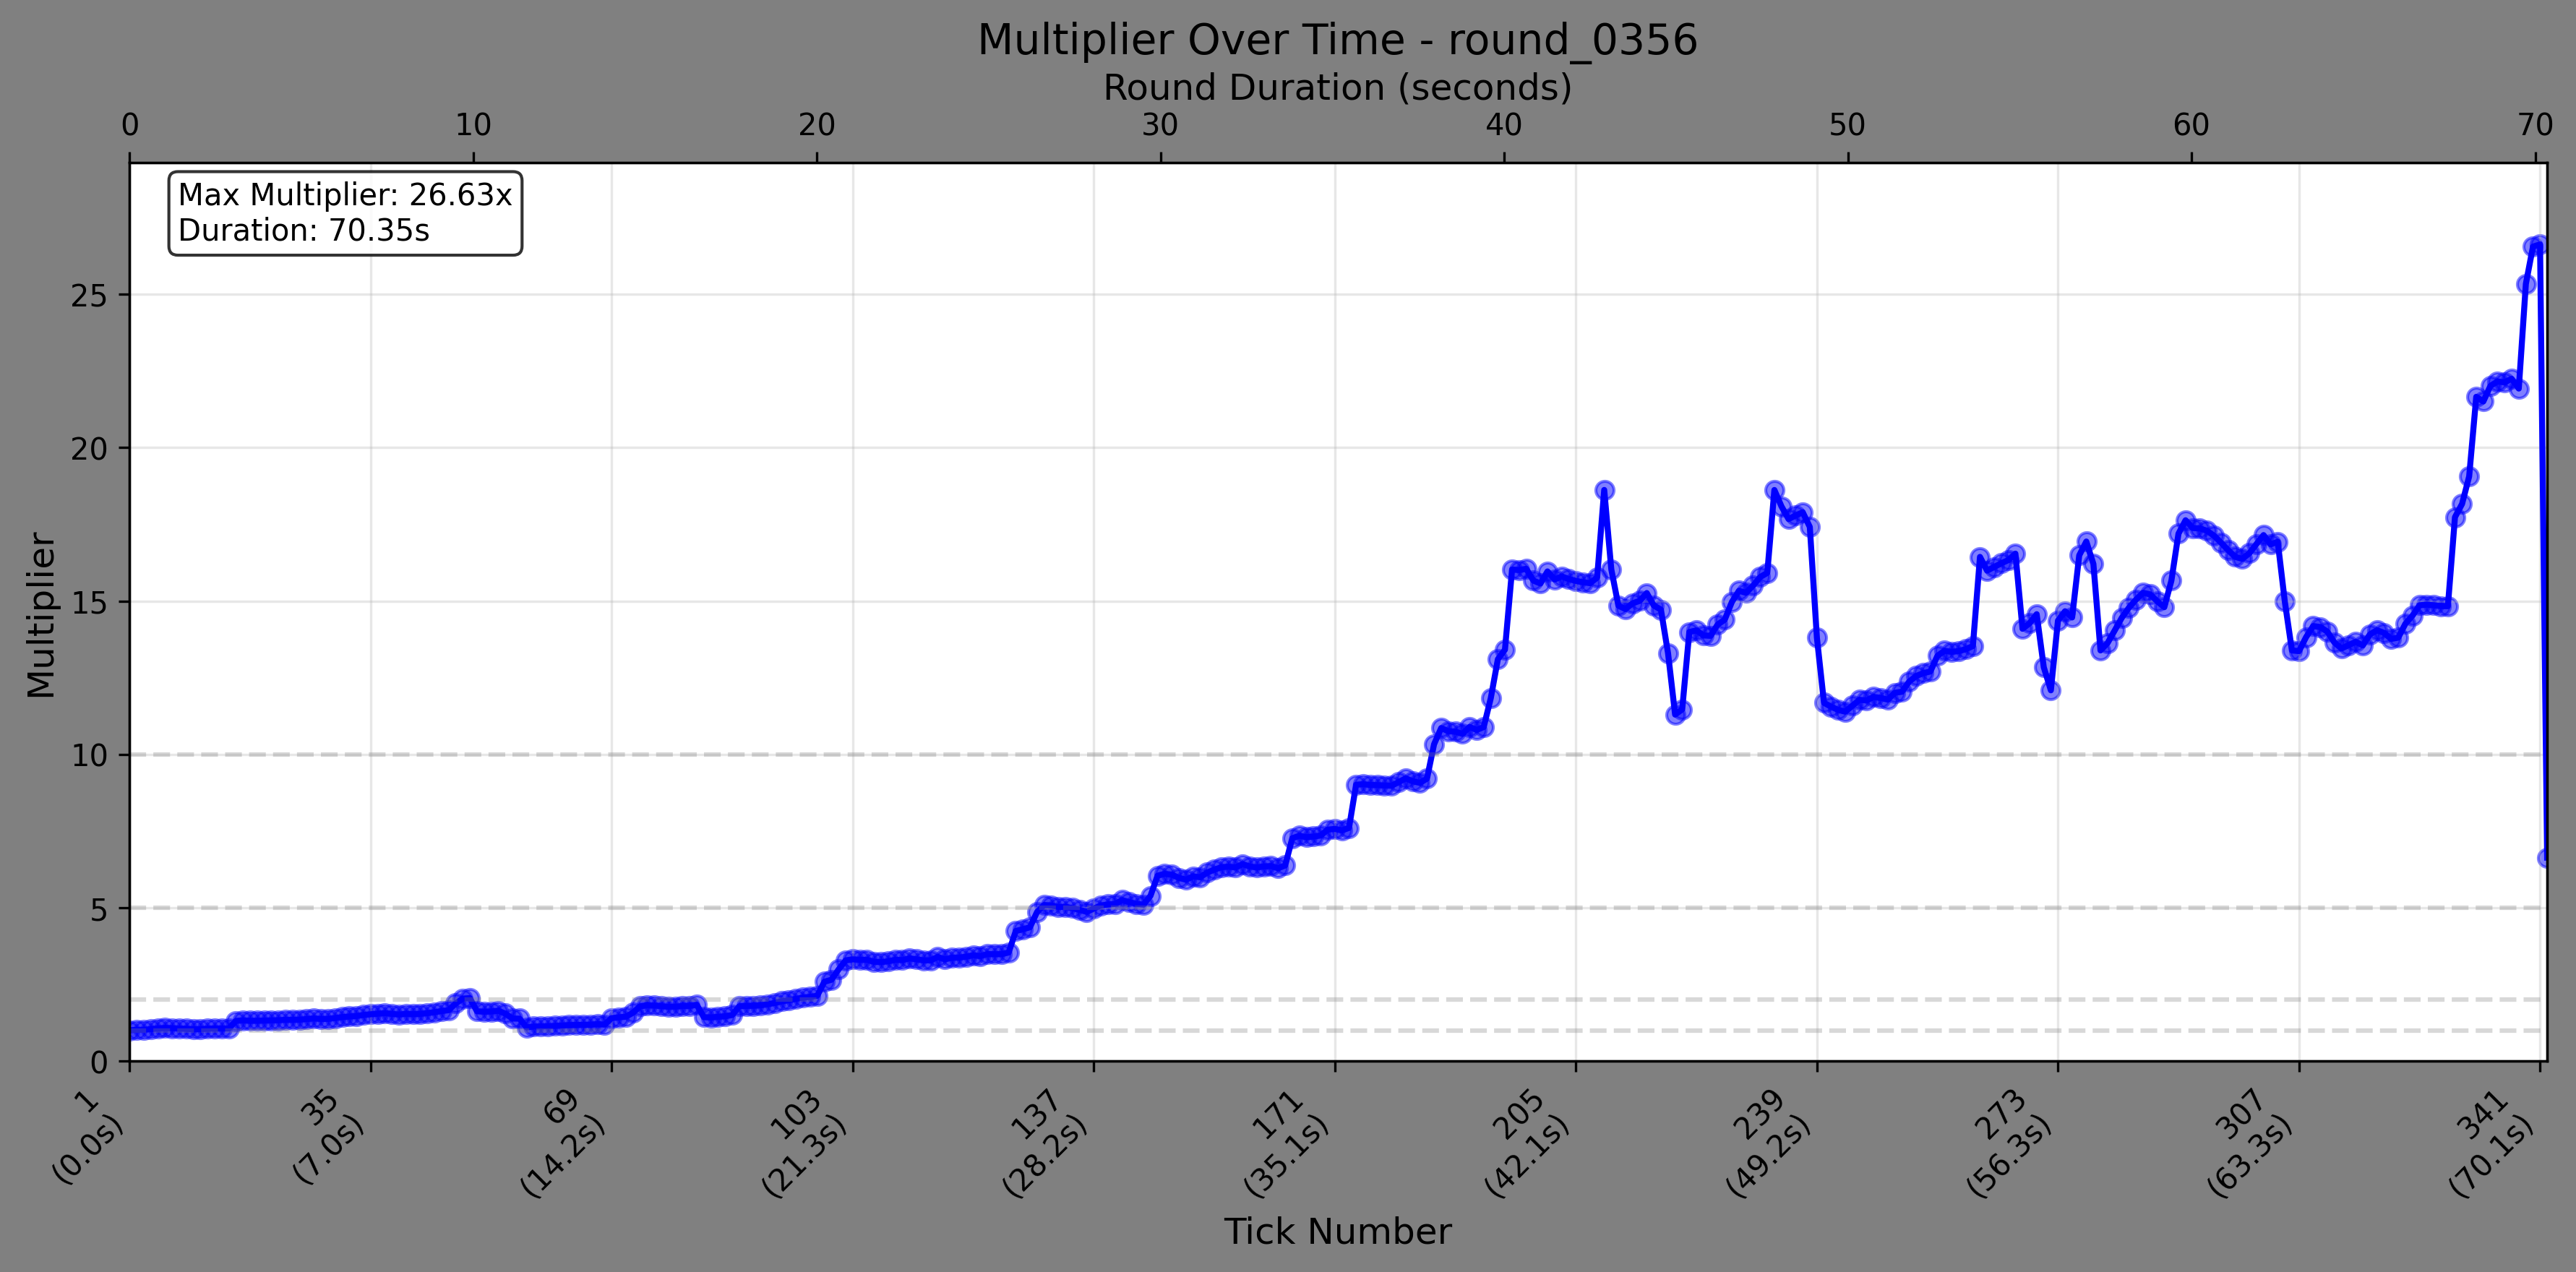 Multiplier Over Time - round_0356
Round Duration (seconds)
0 10 20 30 40 50 60 70
Max Multiplier: 26.63x
Duration: 70.35s
Multiplier
25
20
15
10
5
0
1
(0.0s)
35
(7.0s)
69
(14.2s)
103
(21.3s)
137
(28.2s)
171
(35.1s)
205
(42.1s)
239
(49.2s)
273
(56.3s)
307
(63.3s)
341
(70.1s)
Tick Number